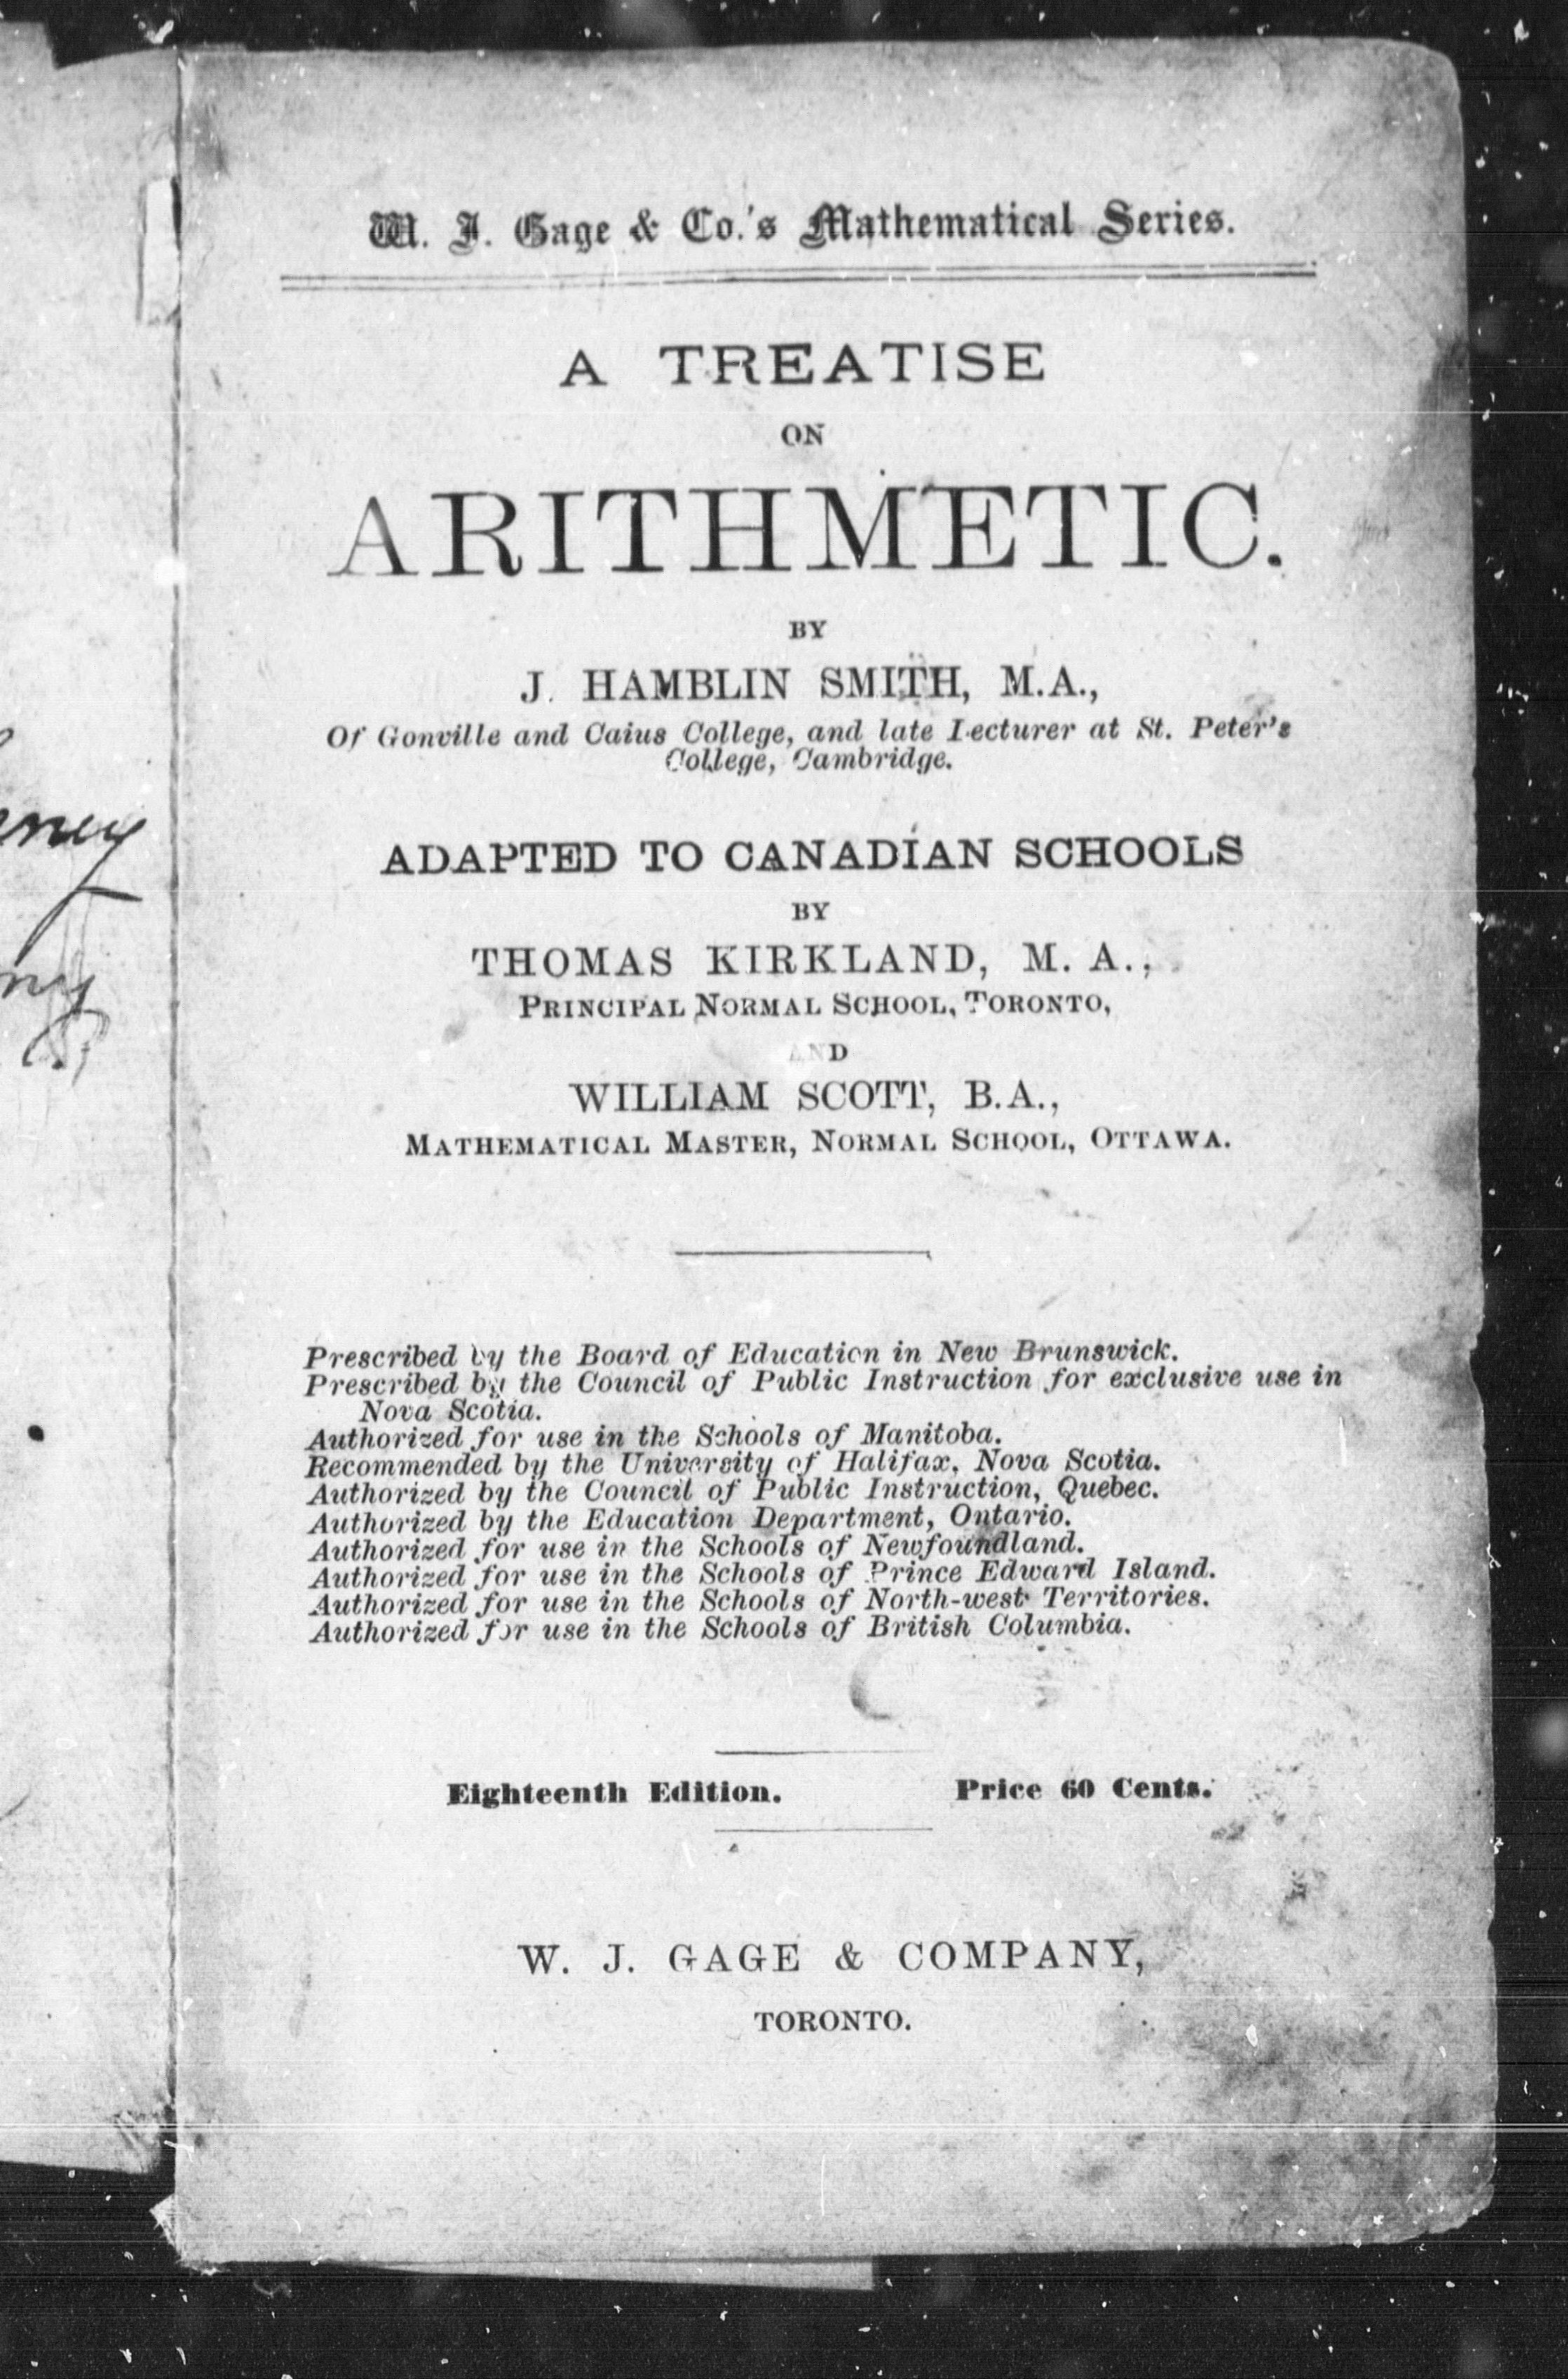 W. J. Gage & Co.'s Mathematical Series.
A TREATISE
ON
ARITHMETIC.
BY
J. HAMBLIN SMITH, M.A.,
Of Gonville and Caius College, and late Lecturer at St. Peter's
College, Cambridge.
ADAPTED TO CANADIAN SCHOOLS
BY
THOMAS KIRKLAND, M. A.,
PRINCIPAL NORMAL SCHOOL, TORONTO,
AND
WILLIAM SCOTT, B.A.,
MATHEMATICAL MASTER, NORMAL SCHOOL, OTTAWA.
Prescribed by the Board of Education in New Brunswick.
Prescribed by the Council of Public Instruction for exclusive use in
Nova Scotia.
Authorized for use in the Schools of Manitoba.
Recommended by the University of Halifax, Nova Scotia.
Authorized by the Council of Public Instruction, Quebec.
Authorized by the Education Department, Ontario.
Authorized for use in the Schools of Newfoundland.
Authorized for use in the Schools of Prince Edward Island.
Authorized for use in the Schools of North-west Territories.
Authorized for use in the Schools of British Columbia.
Eighteenth Edition. Price 60 Cents.
W. J. GAGE & COMPANY,
TORONTO.